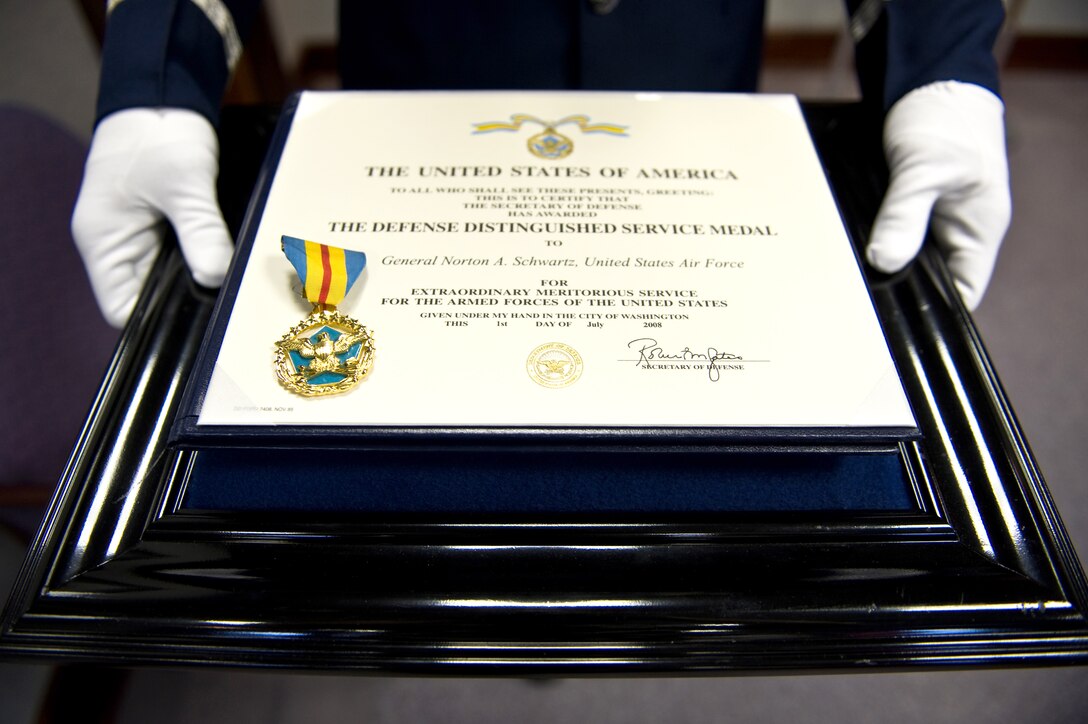 THE UNITED STATES OF AMERICA
TO ALL WHO SHALL SEE THESE PRESENTS, GREETING:
THIS IS TO CERTIFY THAT
THE SECRETARY OF DEFENSE
HAS AWARDED
THE DEFENSE DISTINGUISHED SERVICE MEDAL
TO
General Norton A. Schwartz, United States Air Force
FOR
EXTRAORDINARY MERITORIOUS SERVICE
FOR THE ARMED FORCES OF THE UNITED STATES
GIVEN UNDER MY HAND IN THE CITY OF WASHINGTON
THIS 1st DAY OF July 2008
SECRETARY OF DEFENSE
NOV 88